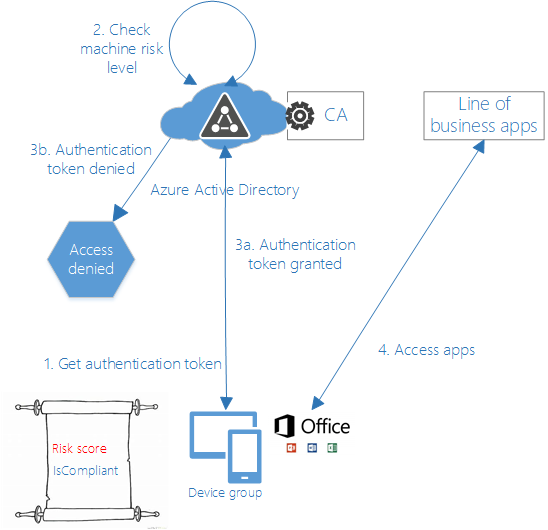 2. Check
machine risk
level
CA
Line of
business apps
3b. Authentication
token denied
Azure Active Directory
Access
denied
3a. Authentication
token granted
1. Get authentication token
4. Access apps
Office
Risk score
IsCompliant
Device group